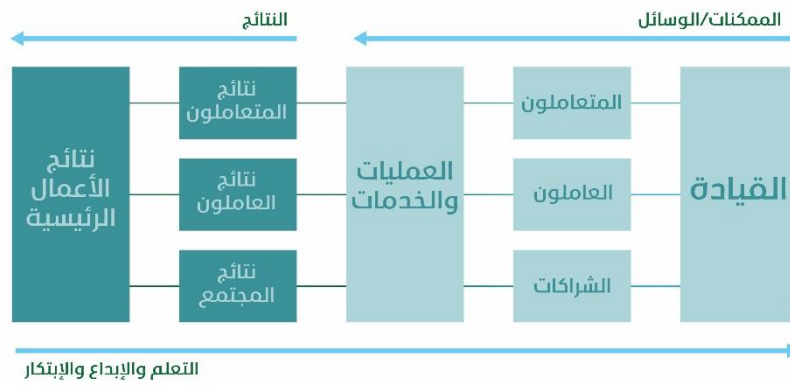 الممكنات/الوسائل
النتائج
القيادة
المتعاملون
العاملون
الشراكات
العمليات
والخدمات
نتائج
المتعاملون
نتائج
العاملون
نتائج
المجتمع
نتائج
الأعمال
الرئيسية
التعلم والإبداع والإبتكار